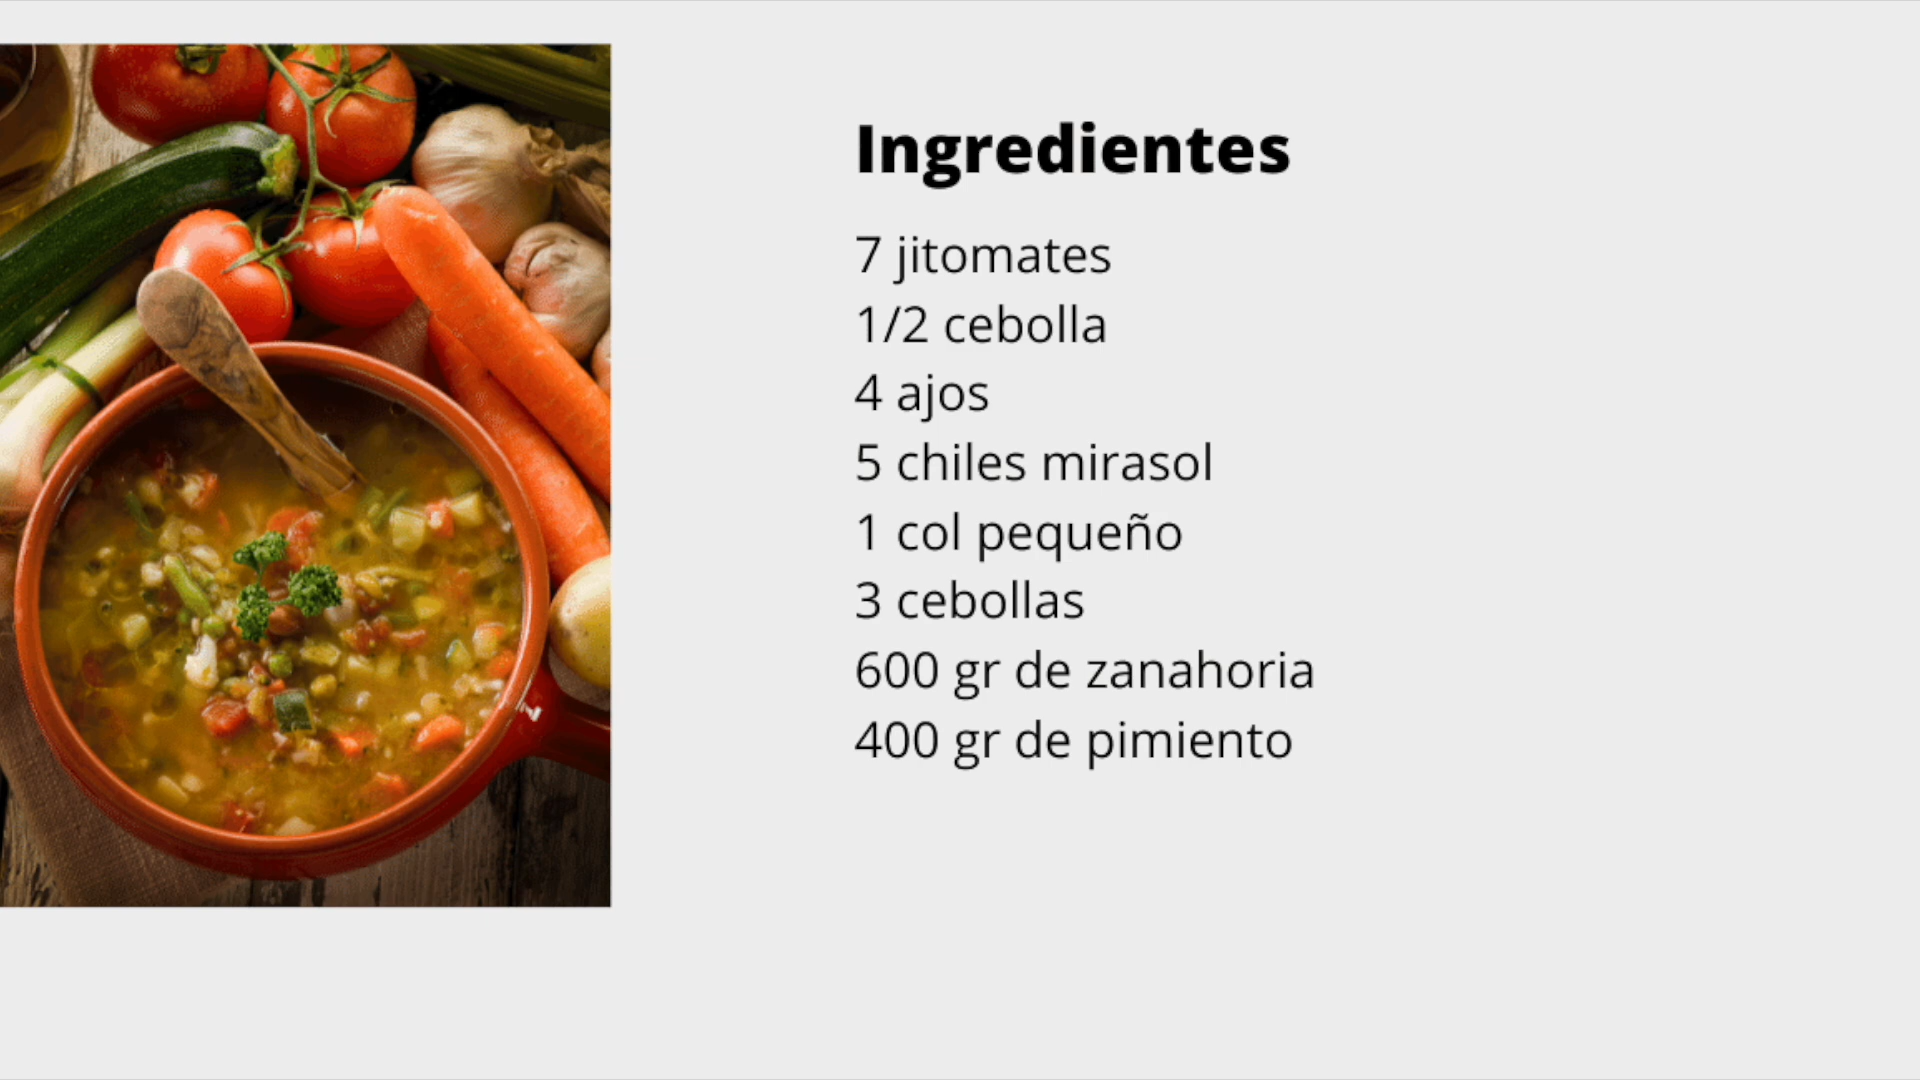 Ingredientes
7 jitomates
1/2 cebolla
4 ajos
5 chiles mirasol
1 col pequeño
3 cebollas
600 gr de zanahoria
400 gr de pimiento